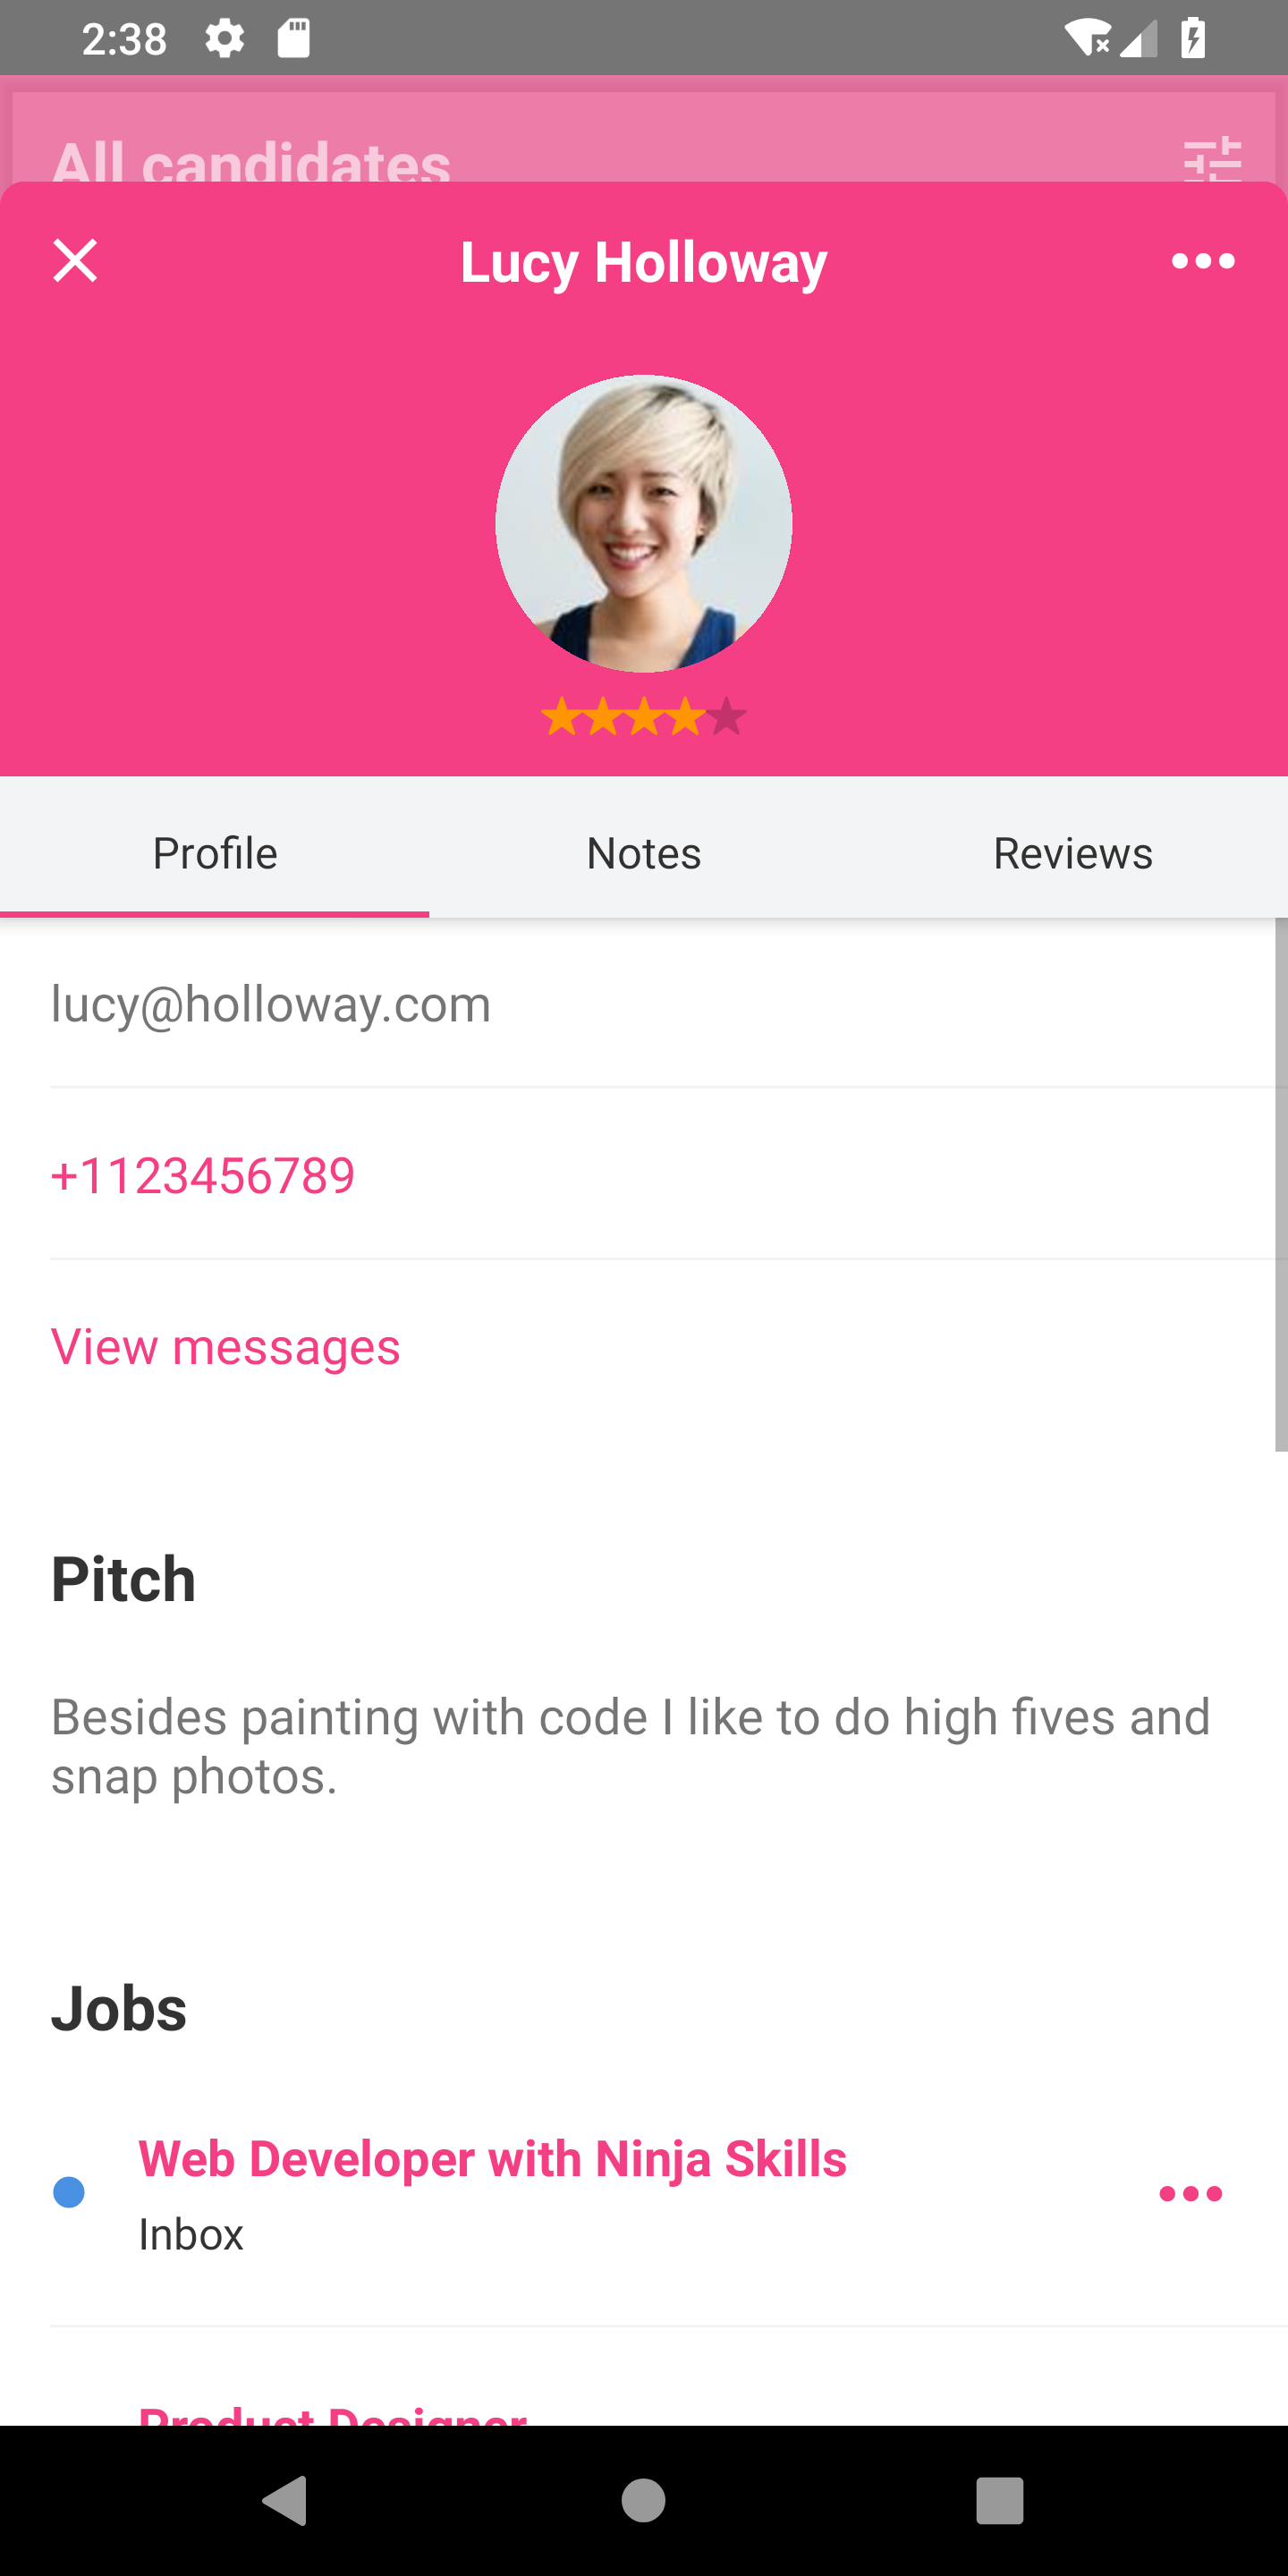 2:38
All candidates
Lucy Holloway
Profile
Notes
Reviews
lucy@holloway.com
+1123456789
View messages
Pitch
Besides painting with code I like to do high fives and
snap photos.
Jobs
Web Developer with Ninja Skills
Inbox
Product Designer